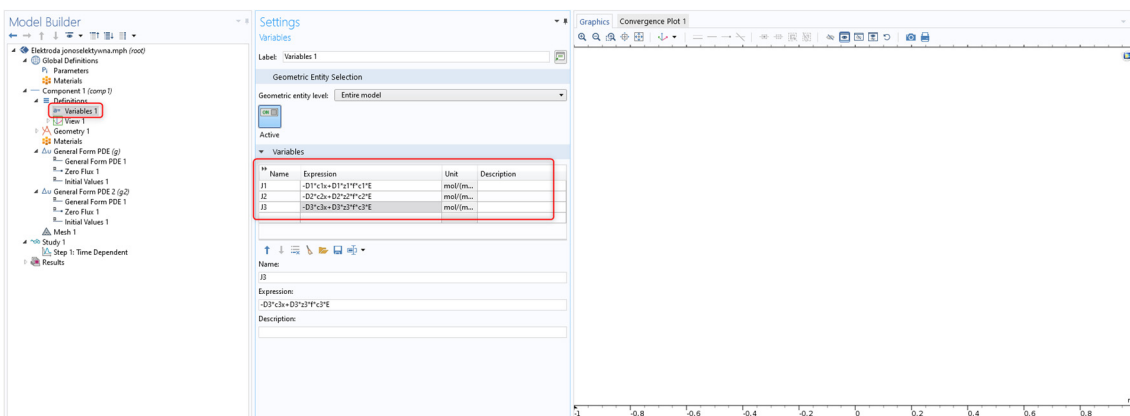 Model Builder
Elektroda jonoselektywna.mph (root)
Global Definitions
Pi Parameters
Materials
Component 1 (comp1)
Definitions
a= Variables 1
View 1
Geometry 1
Materials
Δu General Form PDE (g)
General Form PDE 1
Zero Flux 1
Initial Values 1
Δu General Form PDE 2 (g2)
General Form PDE 1
Zero Flux 1
Initial Values 1
Mesh 1
Study 1
Step 1: Time Dependent
Results
Settings
Variables
Label: Variables 1
Geometric Entity Selection
Geometric entity level: Entire model
Active
Variables
Name Expression Unit Description
J1 -D1*c1x+D1*z1*f*c1*E mol/(m...
J2 -D2*c2x+D2*z2*f*c2*E mol/(m...
J3 -D3*c3x+D3*z3*f*c3*E mol/(m...
Name:
J3
Expression:
-D3*c3x+D3*z3*f*c3*E
Description:
Graphics Convergence Plot 1
-1 -0.8 -0.6 -0.4 -0.2 0 0.2 0.4 0.6 0.8